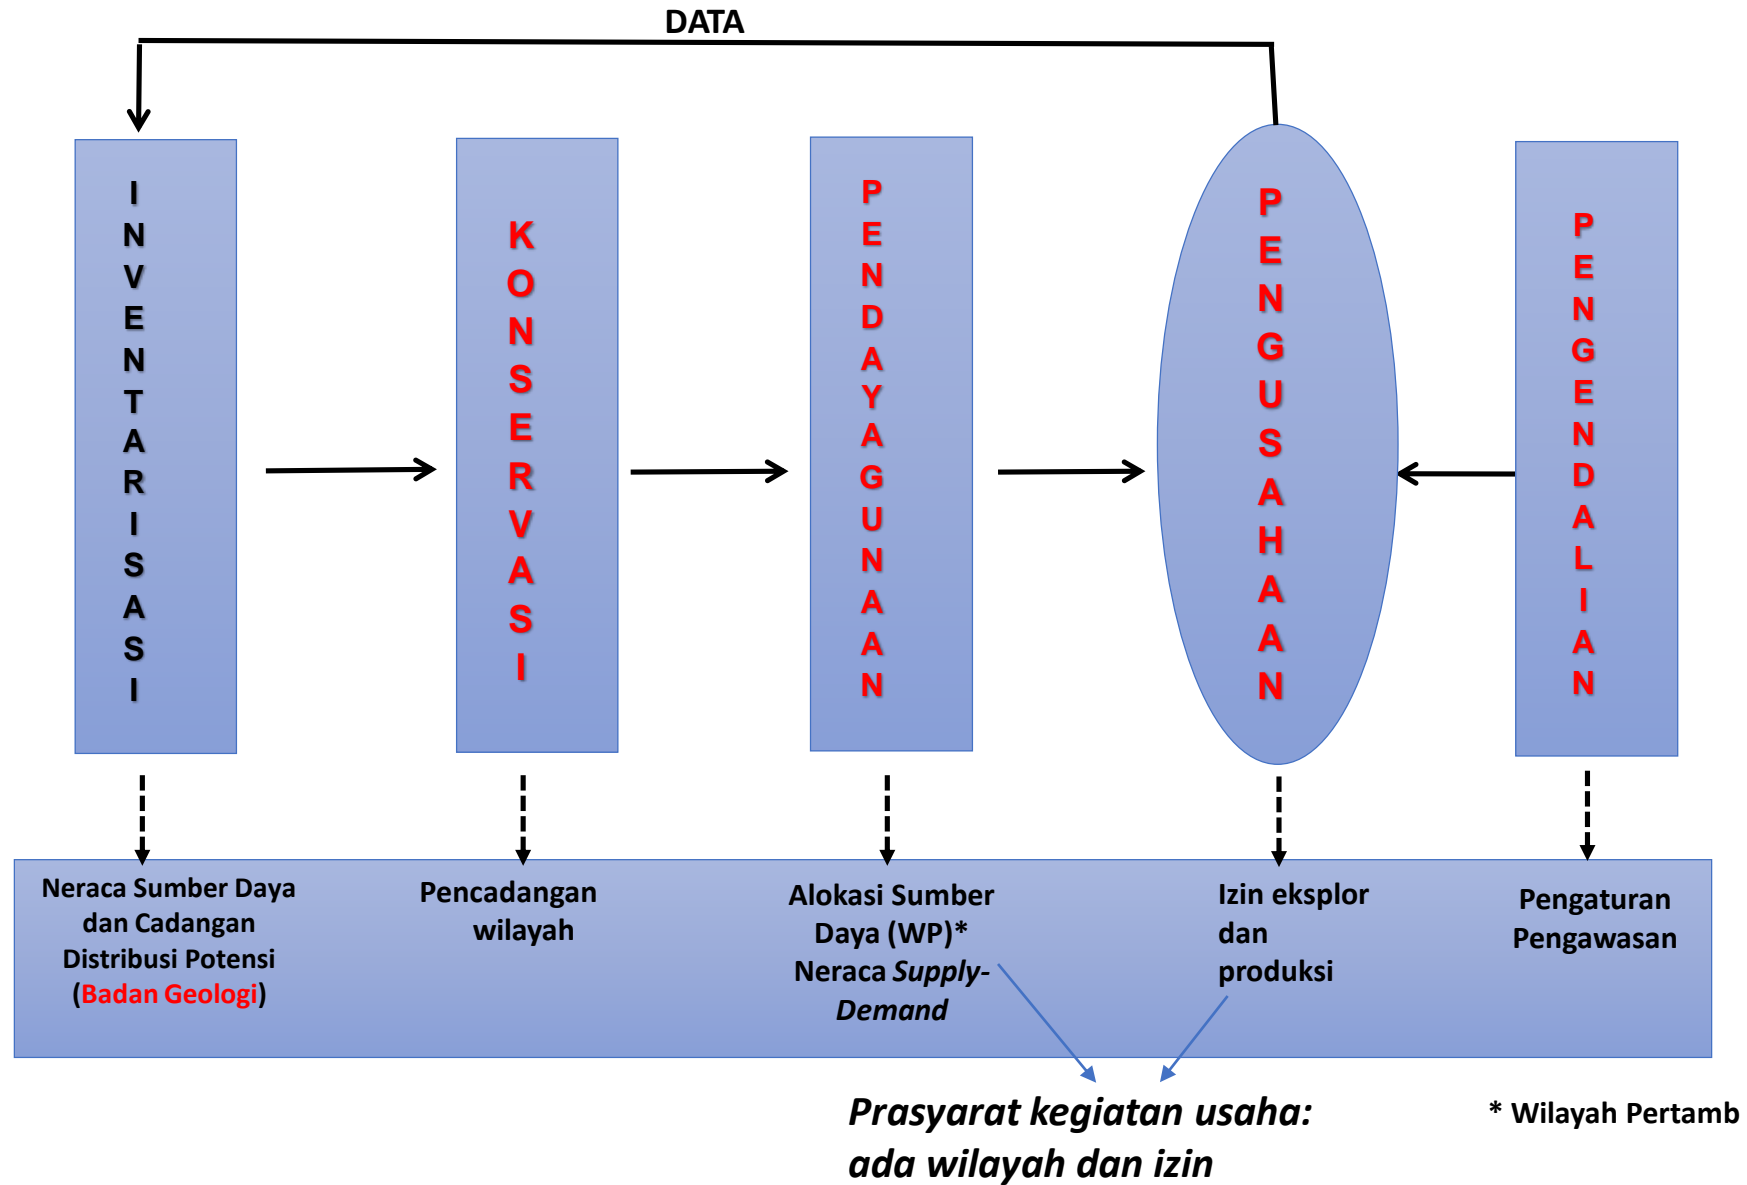 DATA
INVENTARISASI
KONSERVASI
PENDAYAGUNAAN
PENGUSAHAAN
PENGENDALIAN
Neraca Sumber Daya
dan Cadangan
Distribusi Potensi
(Badan Geologi)
Pencadangan
wilayah
Alokasi Sumber
Daya (WP)*
Neraca Supply-
Demand
Izin eksplor
dan
produksi
Pengaturan
Pengawasan
Prasyarat kegiatan usaha:
ada wilayah dan izin
* Wilayah Pertamb